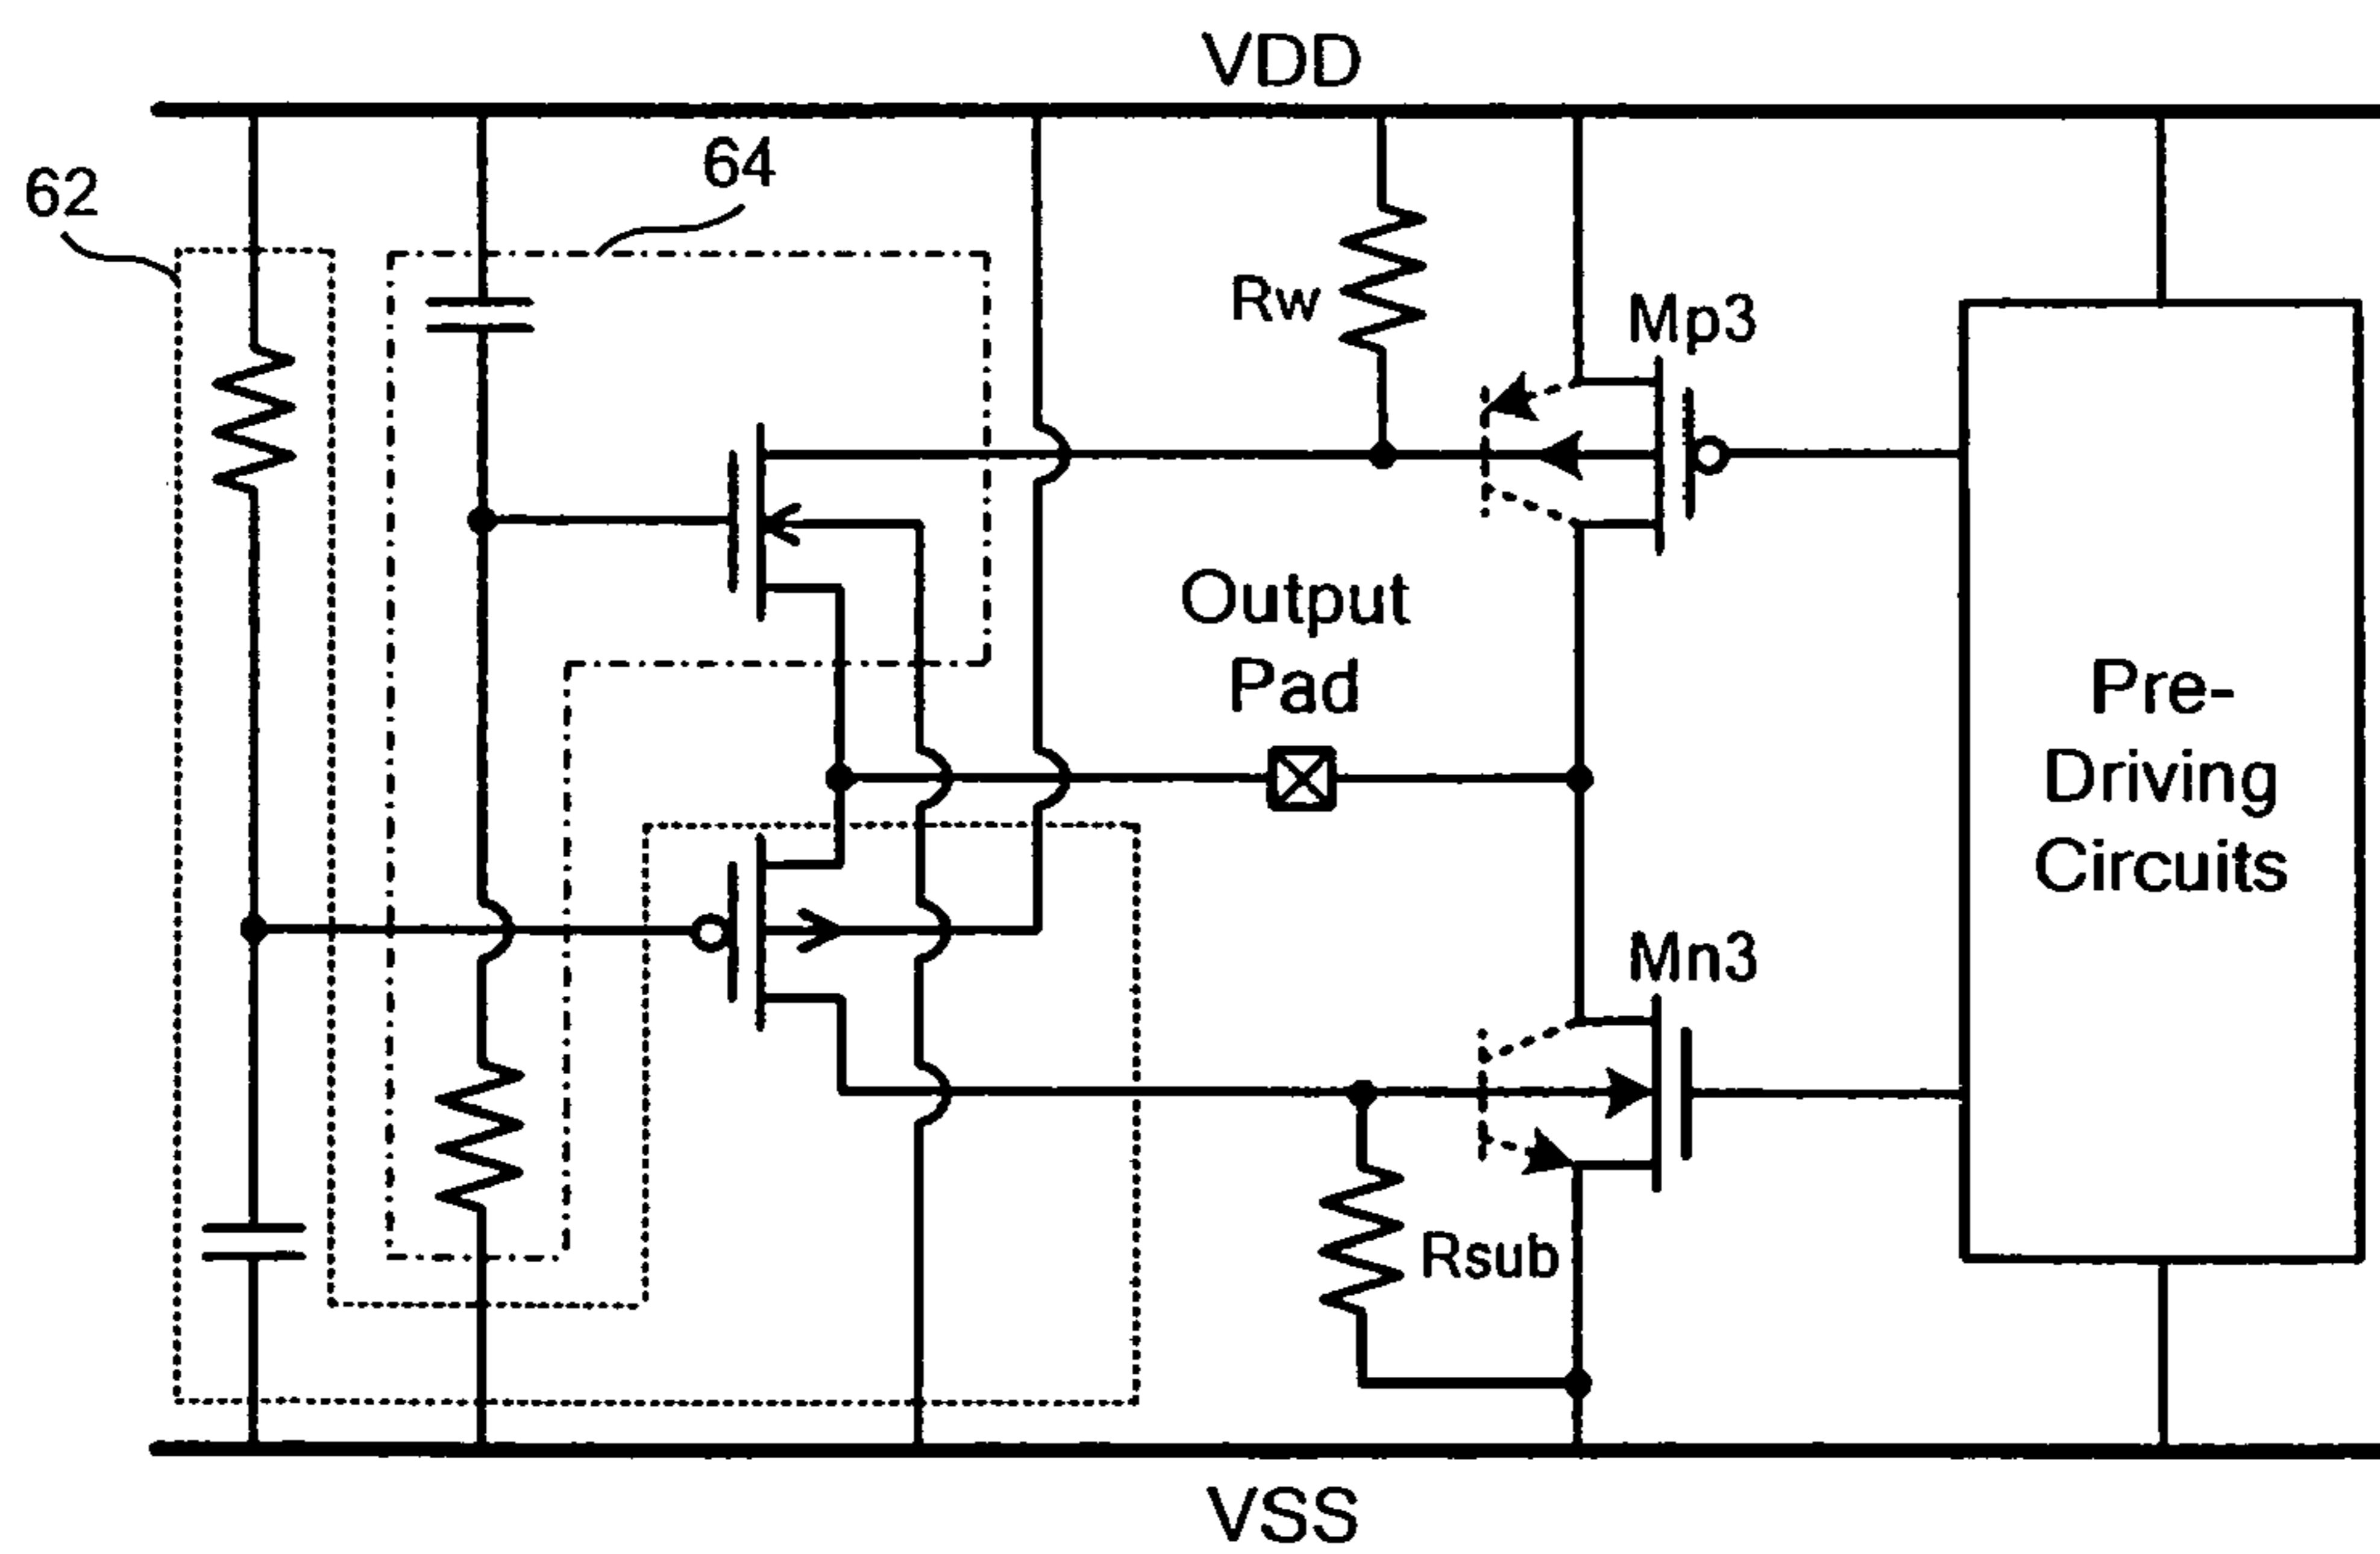 VDD
62
64
Rw
Mp3
Output
Pad
Pre-
Driving
Circuits
Mn3
Rsub
VSS